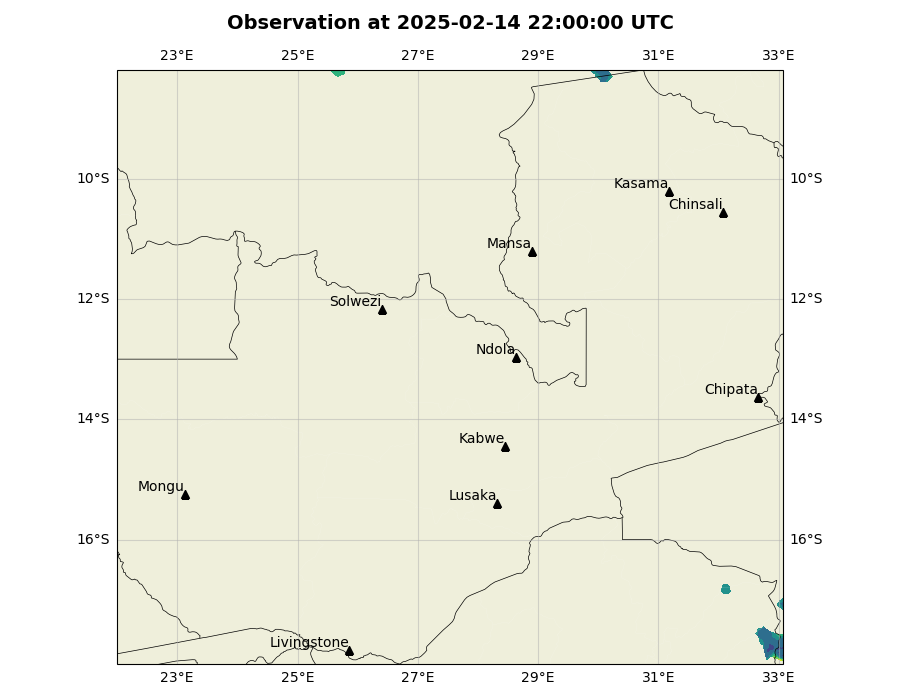 Observation at 2025-02-14 22:00:00 UTC
23°E 25°E 27°E 29°E 31°E 33°E
10°S 10°S
Kasama
Chinsali
Mansa
12°S 12°S
Solwezi
Ndola
Chipata
14°S 14°S
Kabwe
Mongu
Lusaka
16°S 16°S
Livingstone
23°E 25°E 27°E 29°E 31°E 33°E